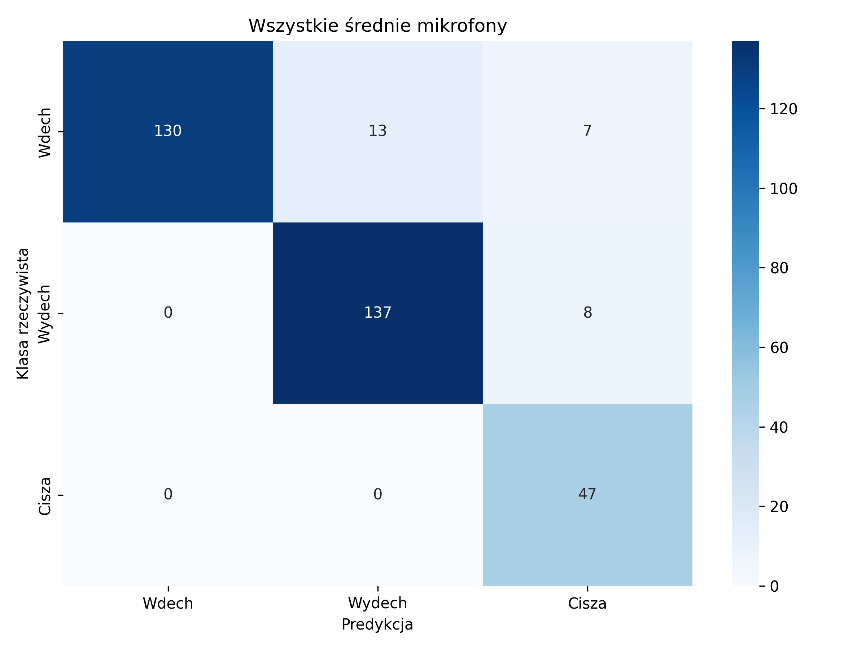 Wszystkie średnie mikrofony
Klasa rzeczywista
Wdech
130 13 7
Wydech
0 137 8
Cisza
0 0 47
Wdech Wydech Cisza
Predykcja
120
100
80
60
40
20
0